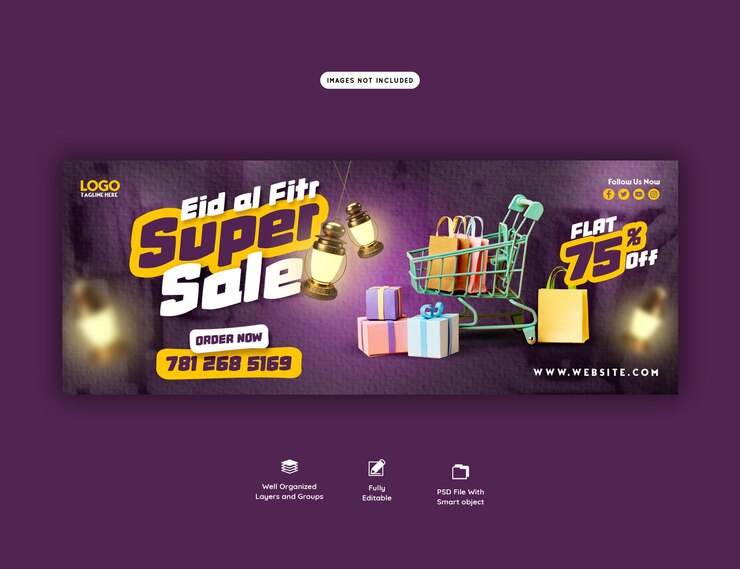 IMAGES NOT INCLUDED
LOGO
TAGLINE HERE
Eid al Fitr
Super
Sale
ORDER NOW
781 268 5169
Follow Us Now
FLAT
75% Off
WWW.WEBSITE.COM
Well Organized
Layers and Groups
Fully
Editable
PSD File With
Smart object